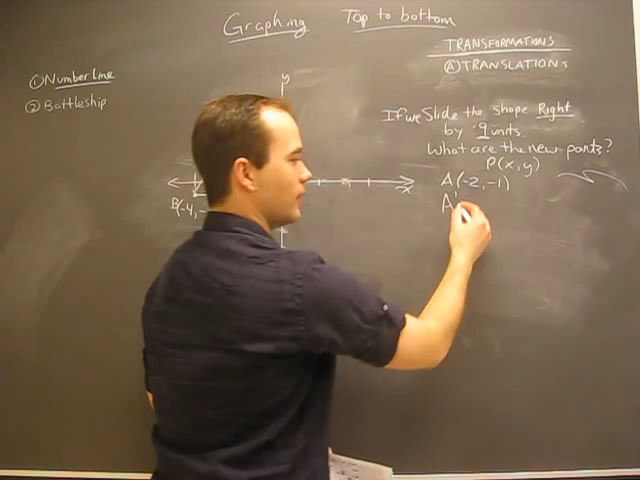 Graphing Top to bottom
TRANSFORMATIONS
Ⓐ TRANSLATIONS
① Number line
② Battleship
If we Slide the shape Right
by 9 units.
What are the new points?
P(x, y)
A(-2, -1)
A'
y
x
B(-4, -